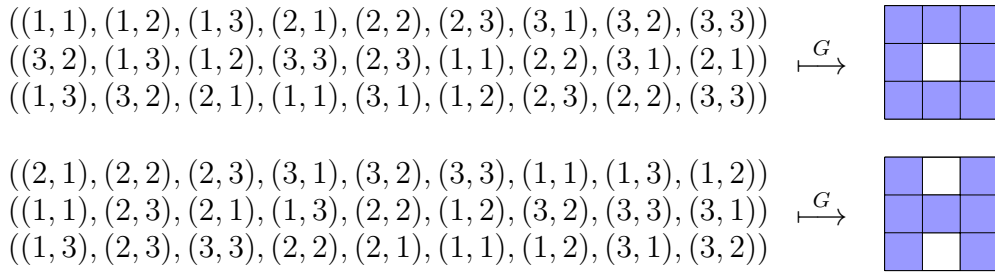 ((1, 1), (1, 2), (1, 3), (2, 1), (2, 2), (2, 3), (3, 1), (3, 2), (3, 3))
((3, 2), (1, 3), (1, 2), (3, 3), (2, 3), (1, 1), (2, 2), (3, 1), (2, 1)) ⟼ G
((1, 3), (3, 2), (2, 1), (1, 1), (3, 1), (1, 2), (2, 3), (2, 2), (3, 3))
((2, 1), (2, 2), (2, 3), (3, 1), (3, 2), (3, 3), (1, 1), (1, 3), (1, 2))
((1, 1), (2, 3), (2, 1), (1, 3), (2, 2), (1, 2), (3, 2), (3, 3), (3, 1)) ⟼ G
((1, 3), (2, 3), (3, 3), (2, 2), (2, 1), (1, 1), (1, 2), (3, 1), (3, 2))